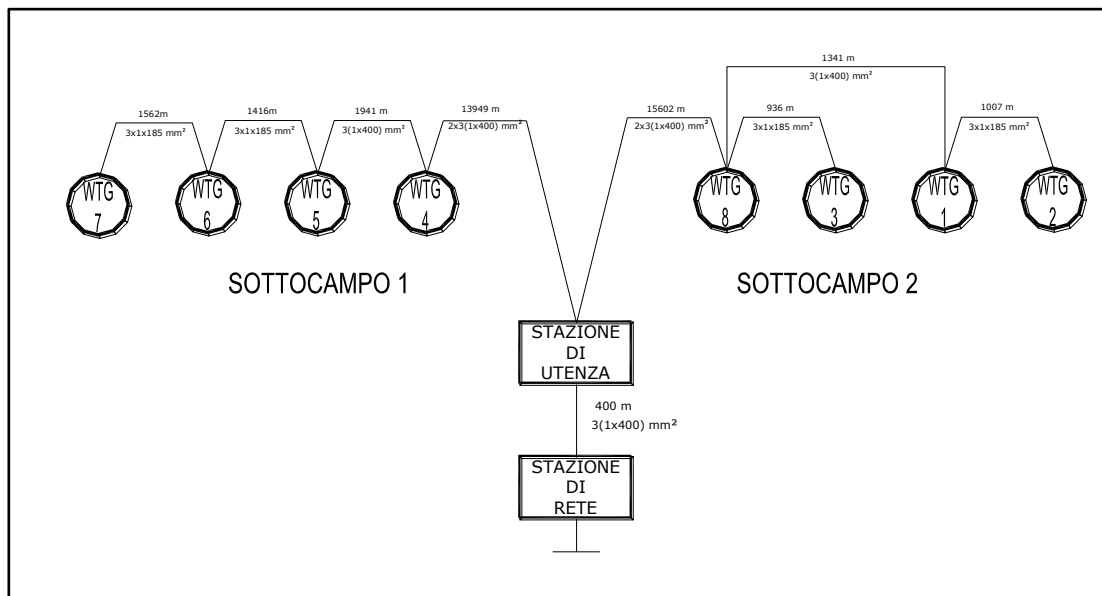 1341 m
3(1x400) mm²
1562m
3x1x185 mm²
1416m
3x1x185 mm²
1941 m
3(1x400) mm²
13949 m
2x3(1x400) mm²
15602 m
2x3(1x400) mm²
936 m
3x1x185 mm²
1007 m
3x1x185 mm²
WTG
7
WTG
6
WTG
5
WTG
4
WTG
8
WTG
3
WTG
1
WTG
2
SOTTOCAMPO 1
SOTTOCAMPO 2
STAZIONE
DI
UTENZA
400 m
3(1x400) mm²
STAZIONE
DI
RETE